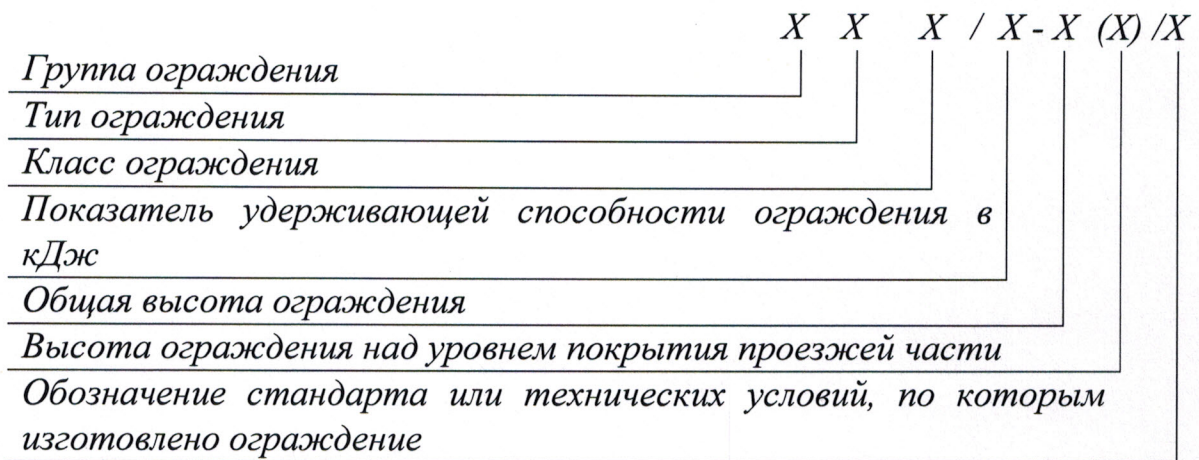 X X X / X - X (X) /X
Группа ограждения
Тип ограждения
Класс ограждения
Показатель удерживающей способности ограждения в
кДж
Общая высота ограждения
Высота ограждения над уровнем покрытия проезжей части
Обозначение стандарта или технических условий, по которым
изготовлено ограждение